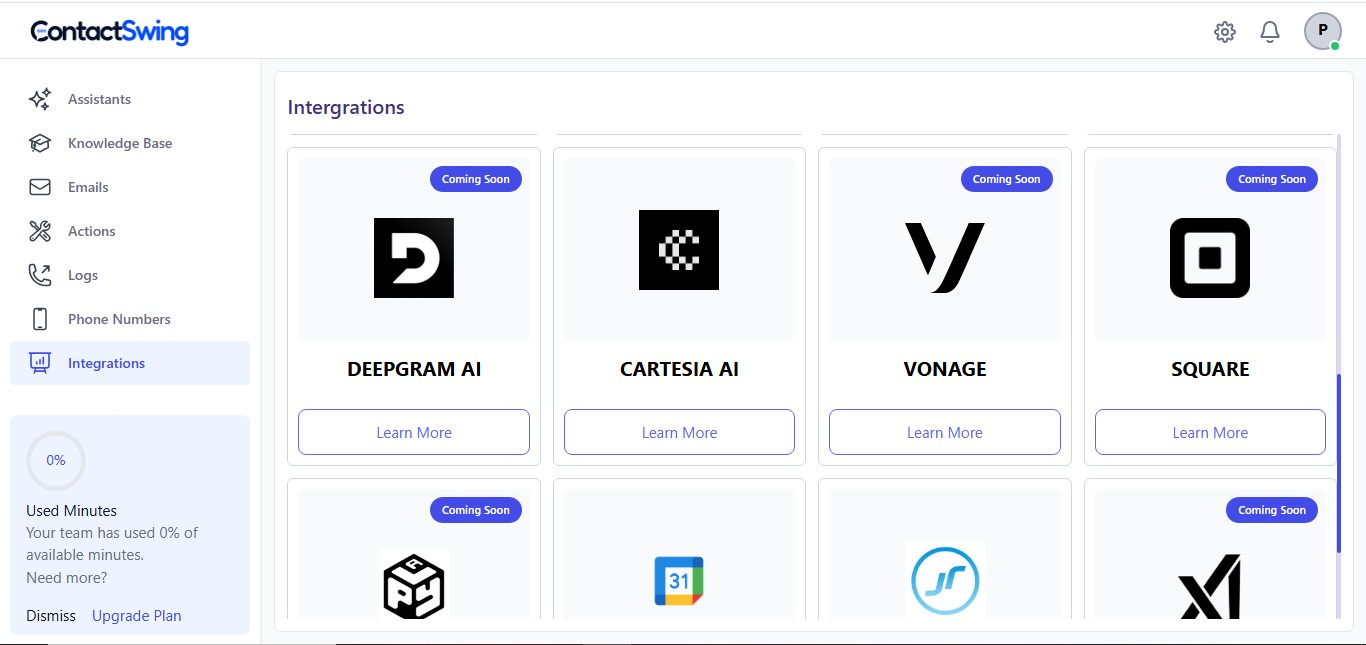 ContactSwing
P
Assistants
Knowledge Base
Emails
Actions
Logs
Phone Numbers
Integrations
0%
Used Minutes
Your team has used 0% of
available minutes.
Need more?
Dismiss Upgrade Plan
Intergrations
Coming Soon
DEEPGRAM AI
Learn More
CARTESIA AI
Learn More
Coming Soon
VONAGE
Learn More
Coming Soon
SQUARE
Learn More
Coming Soon
31
Coming Soon